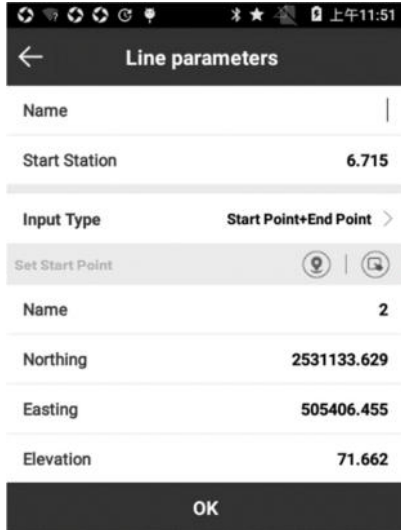 上午11:51
Line parameters
Name
Start Station 6.715
Input Type Start Point+End Point
Set Start Point
Name 2
Northing 2531133.629
Easting 505406.455
Elevation 71.662
OK